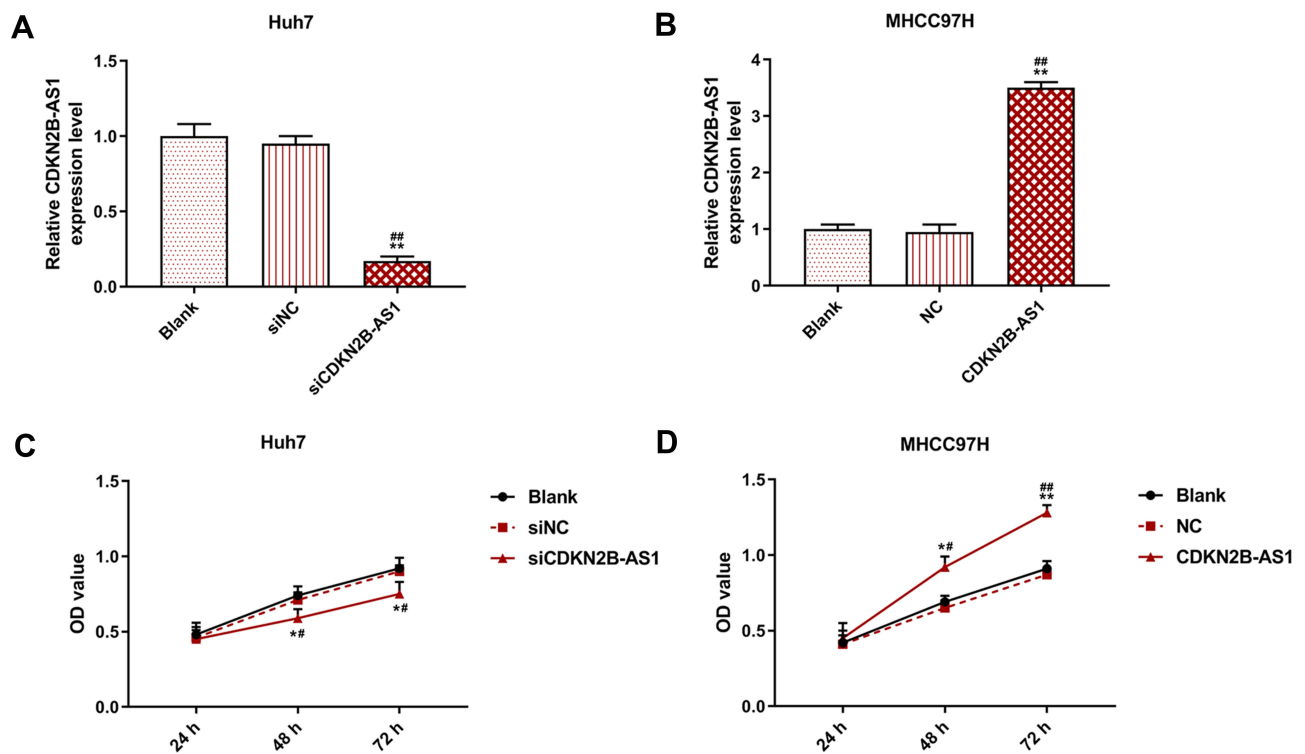 A
Huh7
Relative CDKN2B-AS1
expression level
1.5
1.0
0.5
0.0
##
**
Blank
siNC
siCDKN2B-AS1
B
MHCC97H
Relative CDKN2B-AS1
expression level
4
3
2
1
0
##
**
Blank
NC
CDKN2B-AS1
C
Huh7
OD value
1.5
1.0
0.5
0.0
*#
*#
24 h
48 h
72 h
Blank
siNC
siCDKN2B-AS1
D
MHCC97H
OD value
1.5
1.0
0.5
0.0
*#
##
**
24 h
48 h
72 h
Blank
NC
CDKN2B-AS1